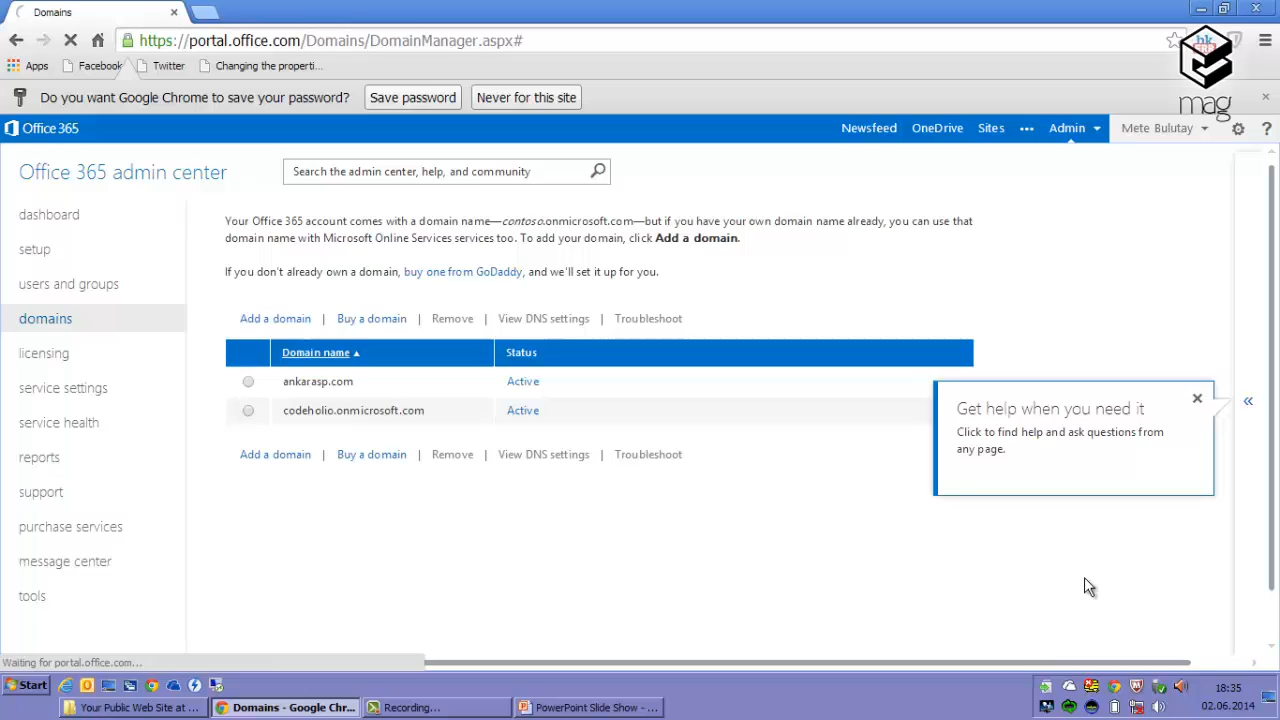 Domains
https://portal.office.com/Domains/DomainManager.aspx#
Apps Facebook Twitter Changing the properti...
Do you want Google Chrome to save your password? Save password Never for this site
mag
Office 365 Newsfeed OneDrive Sites ••• Admin Mete Bulutay ?
Office 365 admin center
Search the admin center, help, and community
dashboard
setup
users and groups
domains
licensing
service settings
service health
reports
support
purchase services
message center
tools
Your Office 365 account comes with a domain name—contoso.onmicrosoft.com—but if you have your own domain name already, you can use that
domain name with Microsoft Online Services services too. To add your domain, click Add a domain.
If you don't already own a domain, buy one from GoDaddy, and we'll set it up for you.
Add a domain | Buy a domain | Remove | View DNS settings | Troubleshoot
Domain name Status
ankarasp.com Active
codeholio.onmicrosoft.com Active
Add a domain | Buy a domain | Remove | View DNS settings | Troubleshoot
Get help when you need it
Click to find help and ask questions from
any page.
Waiting for portal.office.com...
Start
Your Public Web Site at ... Domains - Google Chr... Recording... PowerPoint Slide Show - ...
18:35
02.06.2014